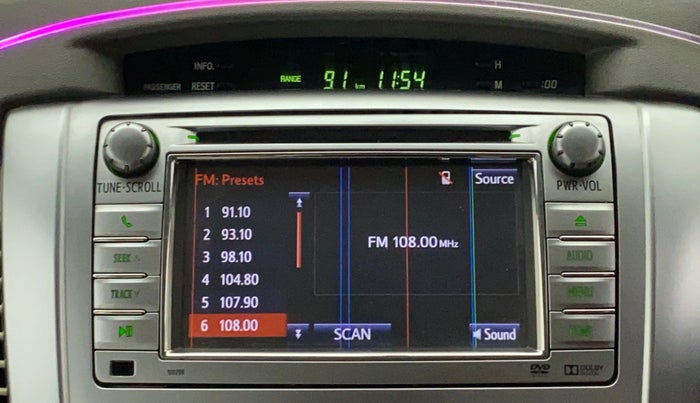 INFO. H
RANGE 91 km 11:54
PASSENGER RESET M :00
TUNE·SCROLL PWR·VOL
FM: Presets Source
1 91.10
2 93.10
3 98.10
4 104.80
5 107.90
6 108.00
FM 108.00 MHz
SCAN Sound
SEEK AUDIO
TRACK MENU
DVD DOLBY